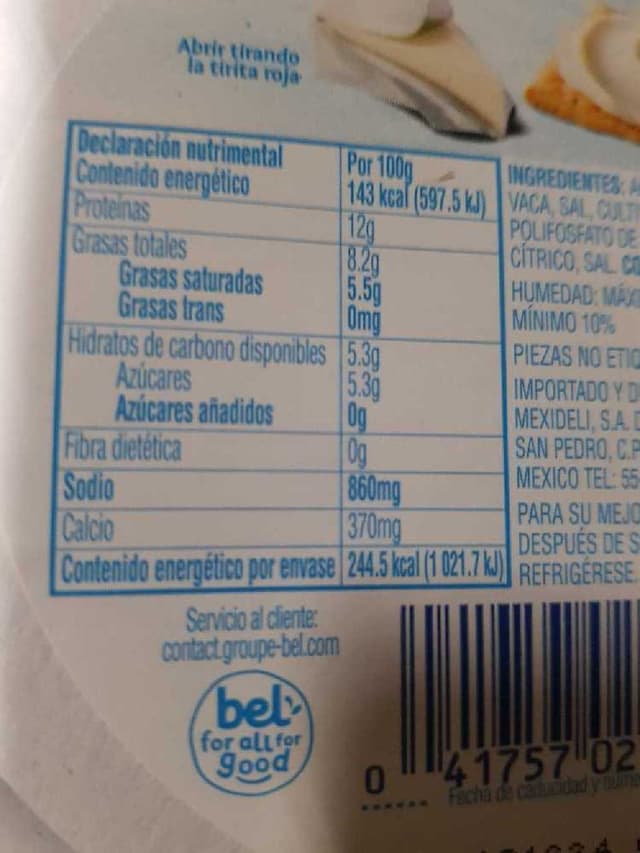 Abrir tirando
la tirita roja
Declaración nutrimental
Por 100g
Contenido energético 143 kcal (597.5 kJ)
Proteínas 12g
Grasas totales 8.2g
Grasas saturadas 5.5g
Grasas trans 0mg
Hidratos de carbono disponibles 5.3g
Azúcares 5.3g
Azúcares añadidos 0g
Fibra dietética 0g
Sodio 860mg
Calcio 370mg
Contenido energético por envase 244.5 kcal (1 021.7 kJ)
INGREDIENTES:
VACA, SAL,
POLIFOSFATO DE
CÍTRICO, SAL.
HUMEDAD:
MÍNIMO 10%
PIEZAS NO
IMPORTADO Y
MEXIDELI, S.A.
SAN PEDRO,
MEXICO TEL: 55
PARA SU
DESPUÉS DE
REFRIGÉRESE
Servicio al cliente:
contact.groupe-bel.com
bel
for all for
good
0 41757 02
Fecha de caducidad y